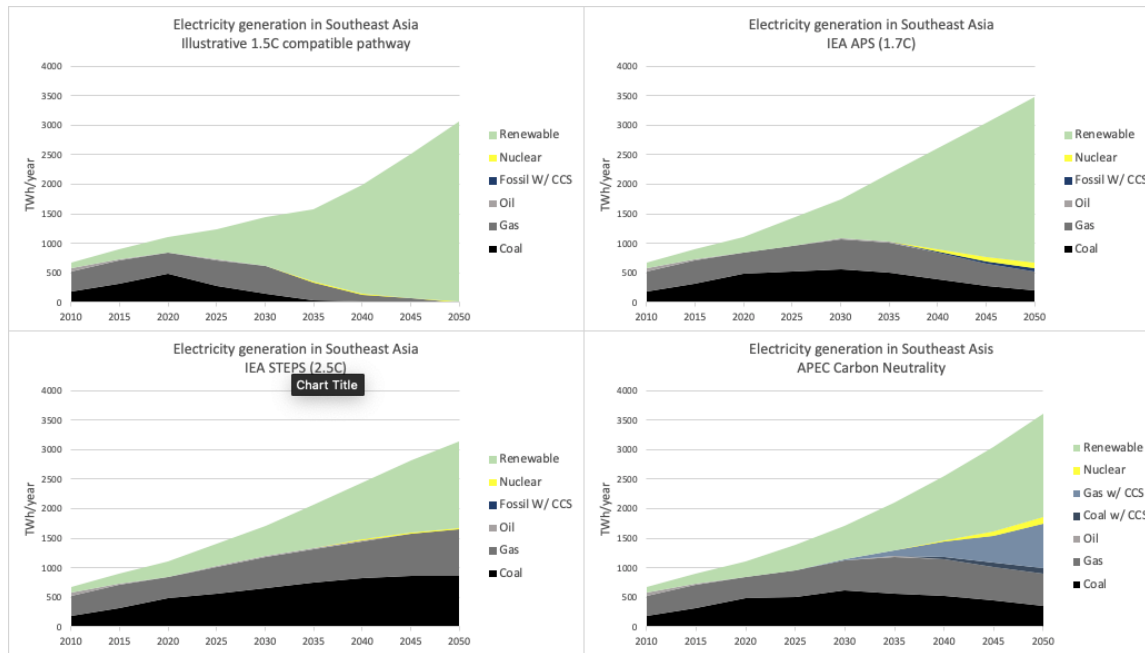 Electricity generation in Southeast Asia
Illustrative 1.5C compatible pathway
4000
3500
3000
2500
2000
1500
1000
500
0
TWh/year
2010 2015 2020 2025 2030 2035 2040 2045 2050
Renewable
Nuclear
Fossil W/ CCS
Oil
Gas
Coal
Electricity generation in Southeast Asia
IEA APS (1.7C)
4000
3500
3000
2500
2000
1500
1000
500
0
TWh/year
2010 2015 2020 2025 2030 2035 2040 2045 2050
Renewable
Nuclear
Fossil W/ CCS
Oil
Gas
Coal
Electricity generation in Southeast Asia
IEA STEPS (2.5C)
Chart Title
4000
3500
3000
2500
2000
1500
1000
500
0
TWh/year
2010 2015 2020 2025 2030 2035 2040 2045 2050
Renewable
Nuclear
Fossil W/ CCS
Oil
Gas
Coal
Electricity generation in Southeast Asis
APEC Carbon Neutrality
4000
3500
3000
2500
2000
1500
1000
500
0
TWh/year
2010 2015 2020 2025 2030 2035 2040 2045 2050
Renewable
Nuclear
Gas w/ CCS
Coal w/ CCS
Oil
Gas
Coal